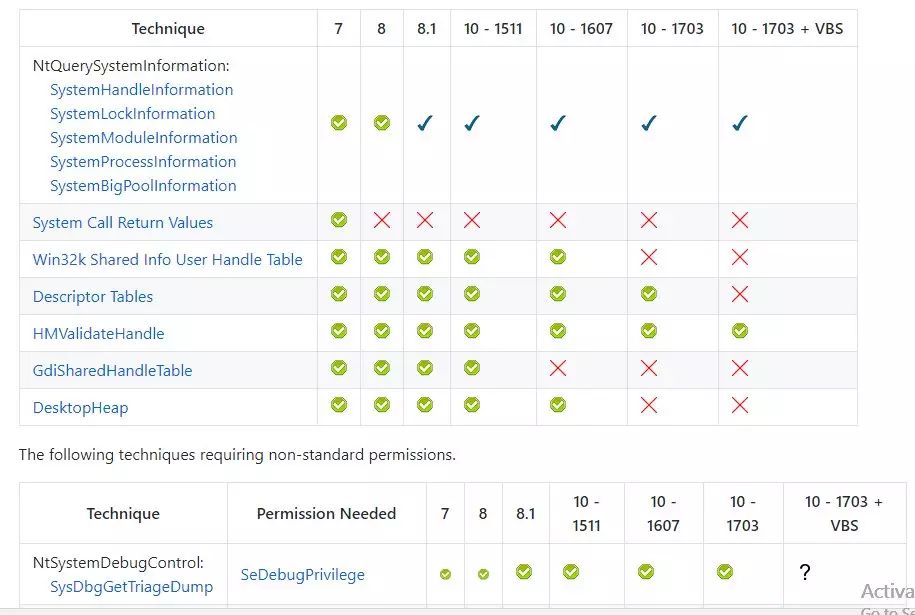 Technique 7 8 8.1 10 - 1511 10 - 1607 10 - 1703 10 - 1703 + VBS
NtQuerySystemInformation:
SystemHandleInformation
SystemLockInformation
SystemModuleInformation
SystemProcessInformation
SystemBigPoolInformation
System Call Return Values
Win32k Shared Info User Handle Table
Descriptor Tables
HMValidateHandle
GdiSharedHandleTable
DesktopHeap
The following techniques requiring non-standard permissions.
Technique Permission Needed 7 8 8.1 10 - 1511 10 - 1607 10 - 1703 10 - 1703 + VBS
NtSystemDebugControl:
SysDbgGetTriageDump SeDebugPrivilege ?
Activa
Go to Se